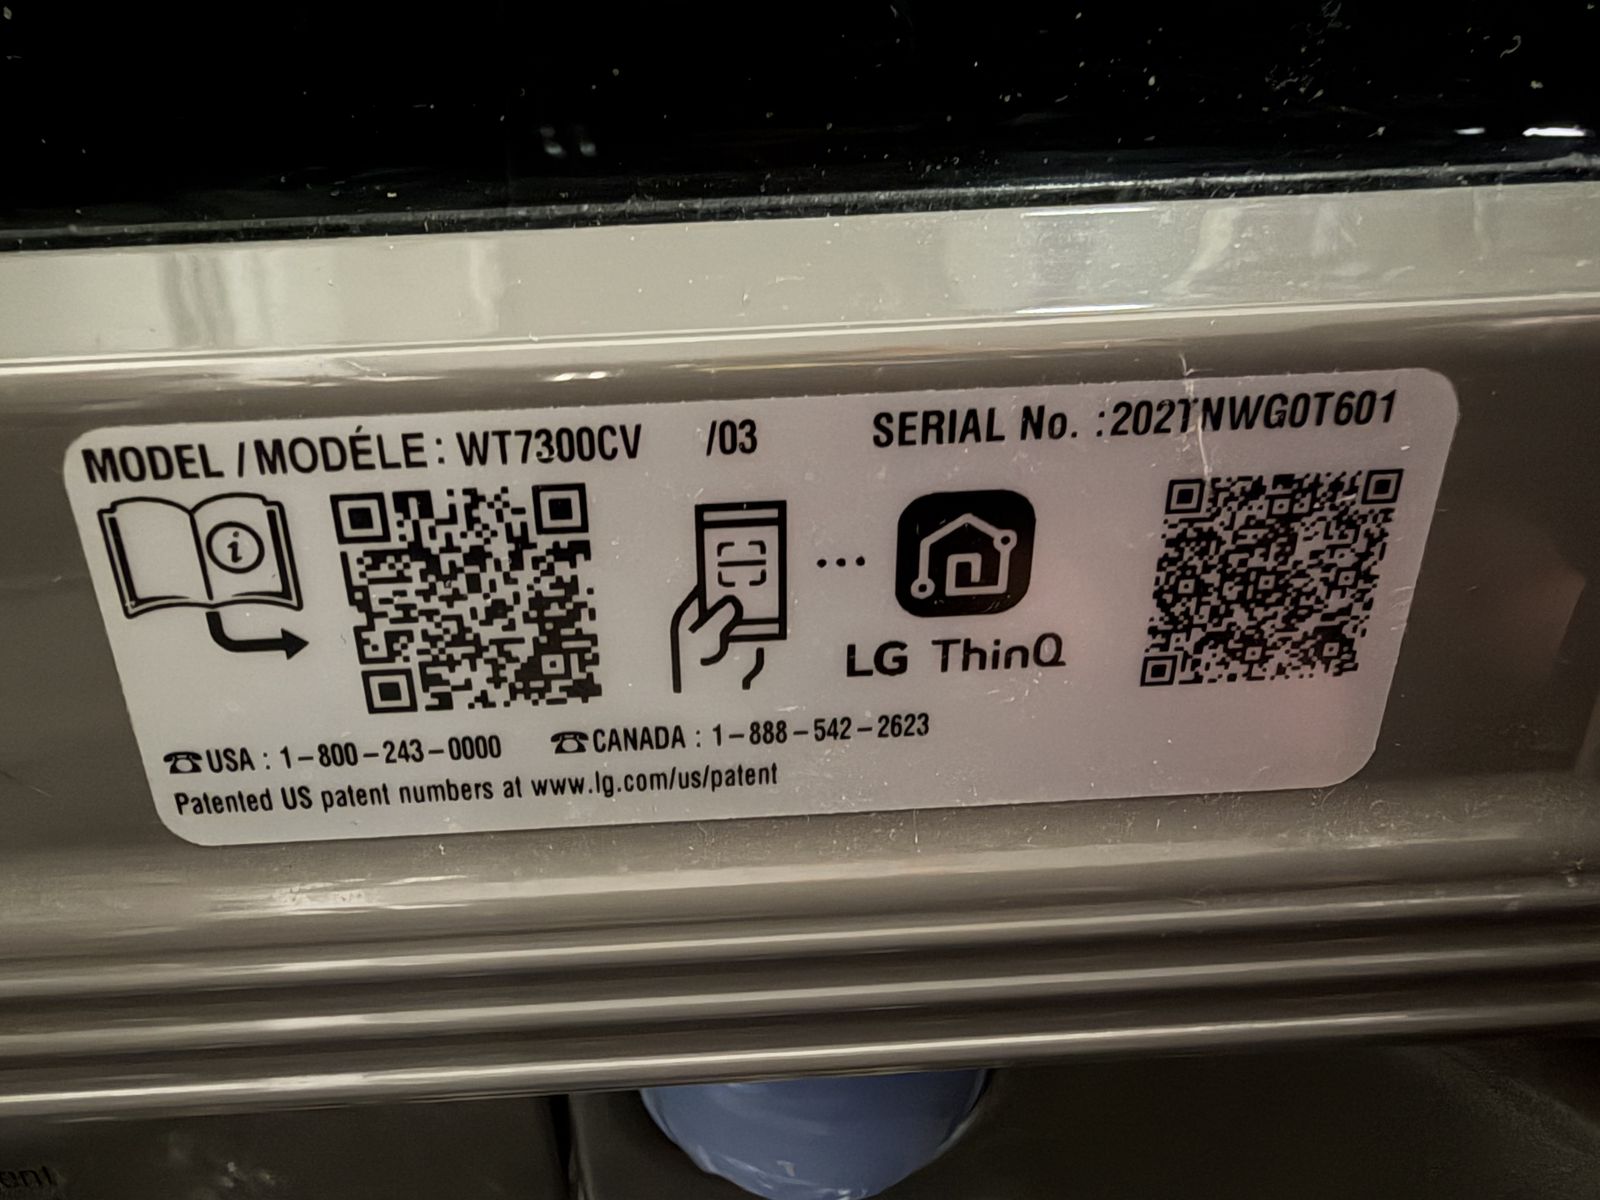 MODEL / MODÉLE : WT7300CV /03 SERIAL No. : 202TNWG0T601
i
LG ThinQ
USA : 1-800-243-0000 CANADA : 1-888-542-2623
Patented US patent numbers at www.lg.com/us/patent